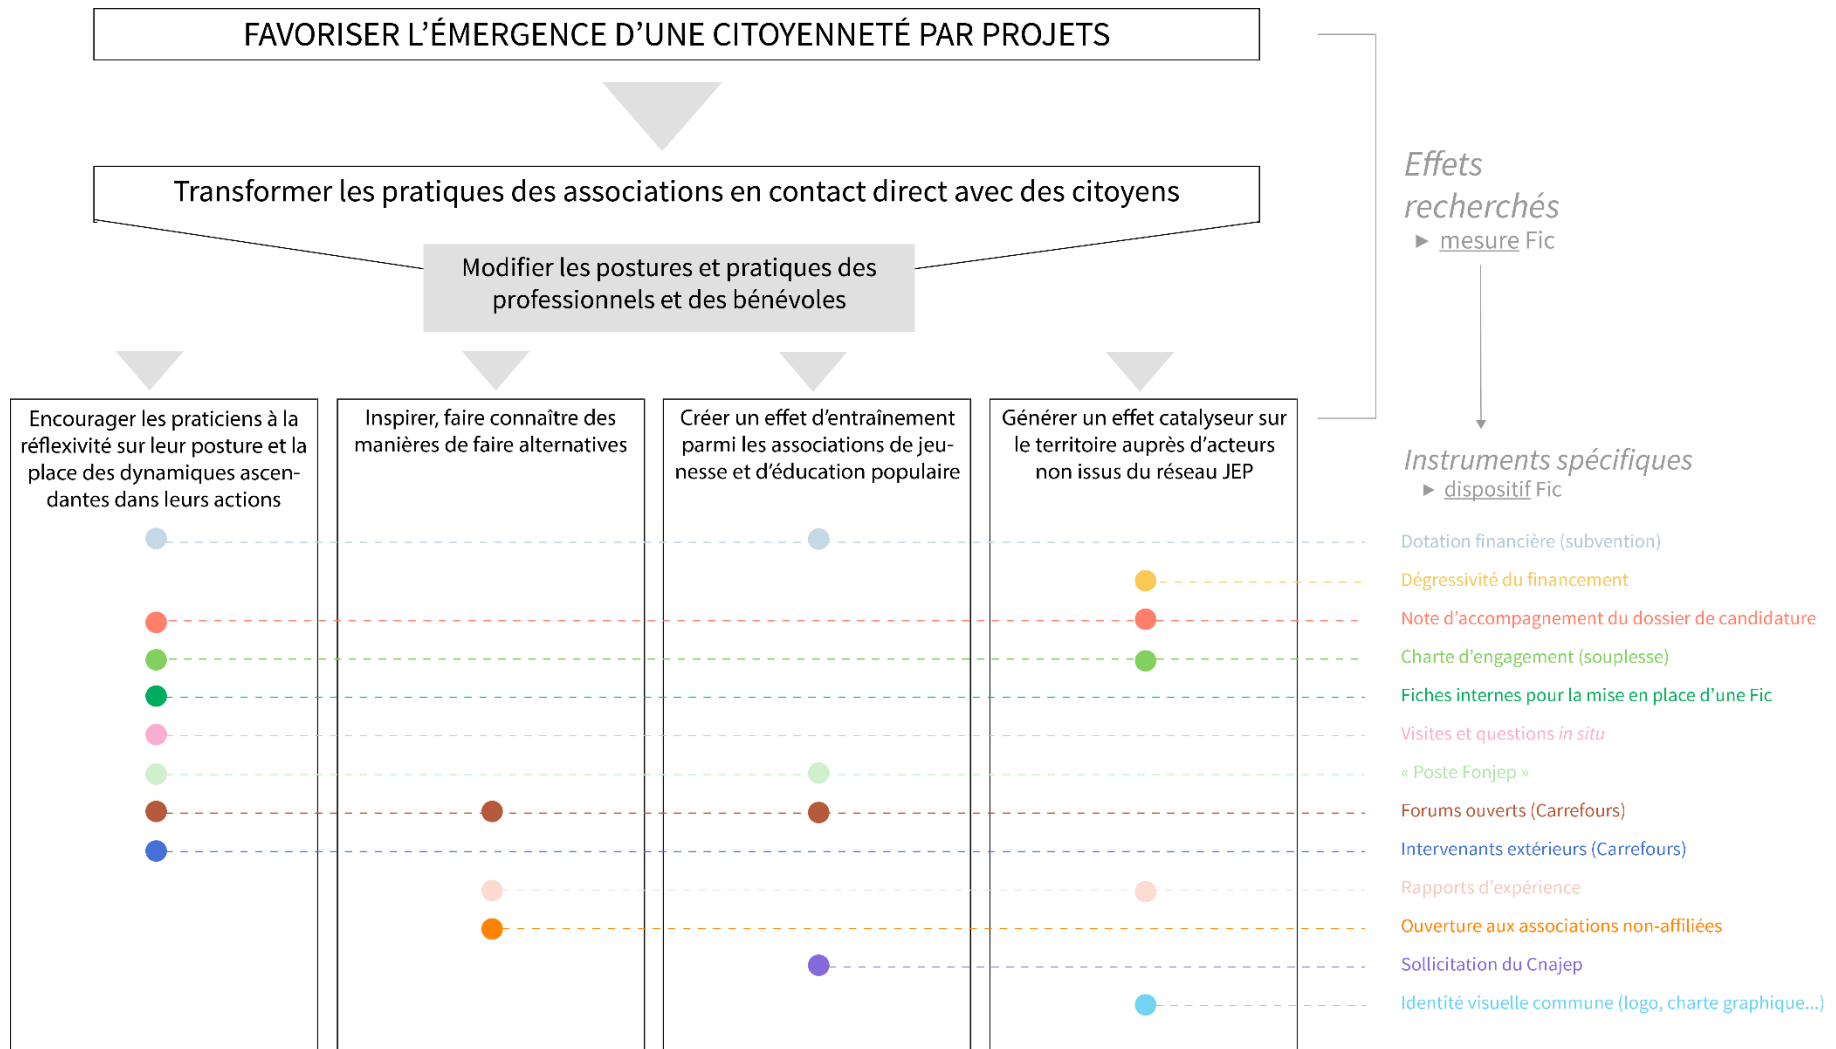 FAVORISER L’ÉMERGENCE D’UNE CITOYENNETÉ PAR PROJETS
Transformer les pratiques des associations en contact direct avec des citoyens
Modifier les postures et pratiques des
professionnels et des bénévoles
Encourager les praticiens à la
réflexivité sur leur posture et la
place des dynamiques ascen-
dantes dans leurs actions
Inspirer, faire connaître des
manières de faire alternatives
Créer un effet d’entraînement
parmi les associations de jeu-
nesse et d’éducation populaire
Générer un effet catalyseur sur
le territoire auprès d’acteurs
non issus du réseau JEP
Effets
recherchés
► mesure Fic
Instruments spécifiques
► dispositif Fic
Dotation financière (subvention)
Dégressivité du financement
Note d’accompagnement du dossier de candidature
Charte d’engagement (souplesse)
Fiches internes pour la mise en place d’une Fic
Visites et questions in situ
« Poste Fonjep »
Forums ouverts (Carrefours)
Intervenants extérieurs (Carrefours)
Rapports d’expérience
Ouverture aux associations non-affiliées
Sollicitation du Cnajep
Identité visuelle commune (logo, charte graphique...)